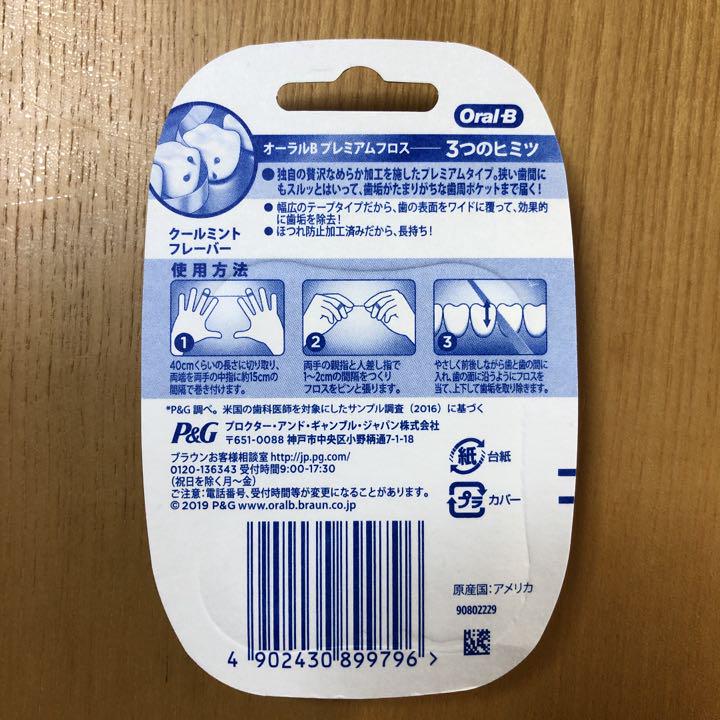 Oral-B
オーラルB プレミアムフロス 3つのヒミツ
● 独自の贅沢なめらか加工を施したプレミアムタイプ。狭い歯間に
もスルッとはいって、歯垢がたまりがちな歯周ポケットまで届く!
● 幅広のテープタイプだから、歯の表面をワイドに覆って、効果的
に歯垢を除去!
● ほつれ防止加工済みだから、長持ち!
クールミント
フレーバー
使用方法
1
40cmくらいの長さに切り取り、
両端を両手の中指に約15cmの
間隔で巻き付けます。
2
両手の親指と人差し指で
1~2cmの間隔をつくり
フロスをピンと張ります。
3
やさしく前後しながら歯と歯の間に
入れ、歯の面に沿うようにフロスを
当て、上下して歯垢を取り除きます。
*P&G 調べ。米国の歯科医師を対象にしたサンプル調査(2016)に基づく
P&G プロクター・アンド・ギャンブル・ジャパン株式会社
〒651-0088 神戸市中央区小野柄通7-1-18
ブラウンお客様相談室 http://jp.pg.com/
0120-136343 受付時間9:00-17:30
(祝日を除く月~金)
ご注意:電話番号、受付時間等が変更になることがあります。
© 2019 P&G www.oralb.braun.co.jp
紙 台紙
プラ カバー
原産国:アメリカ
90802229
4 902430 899796 >